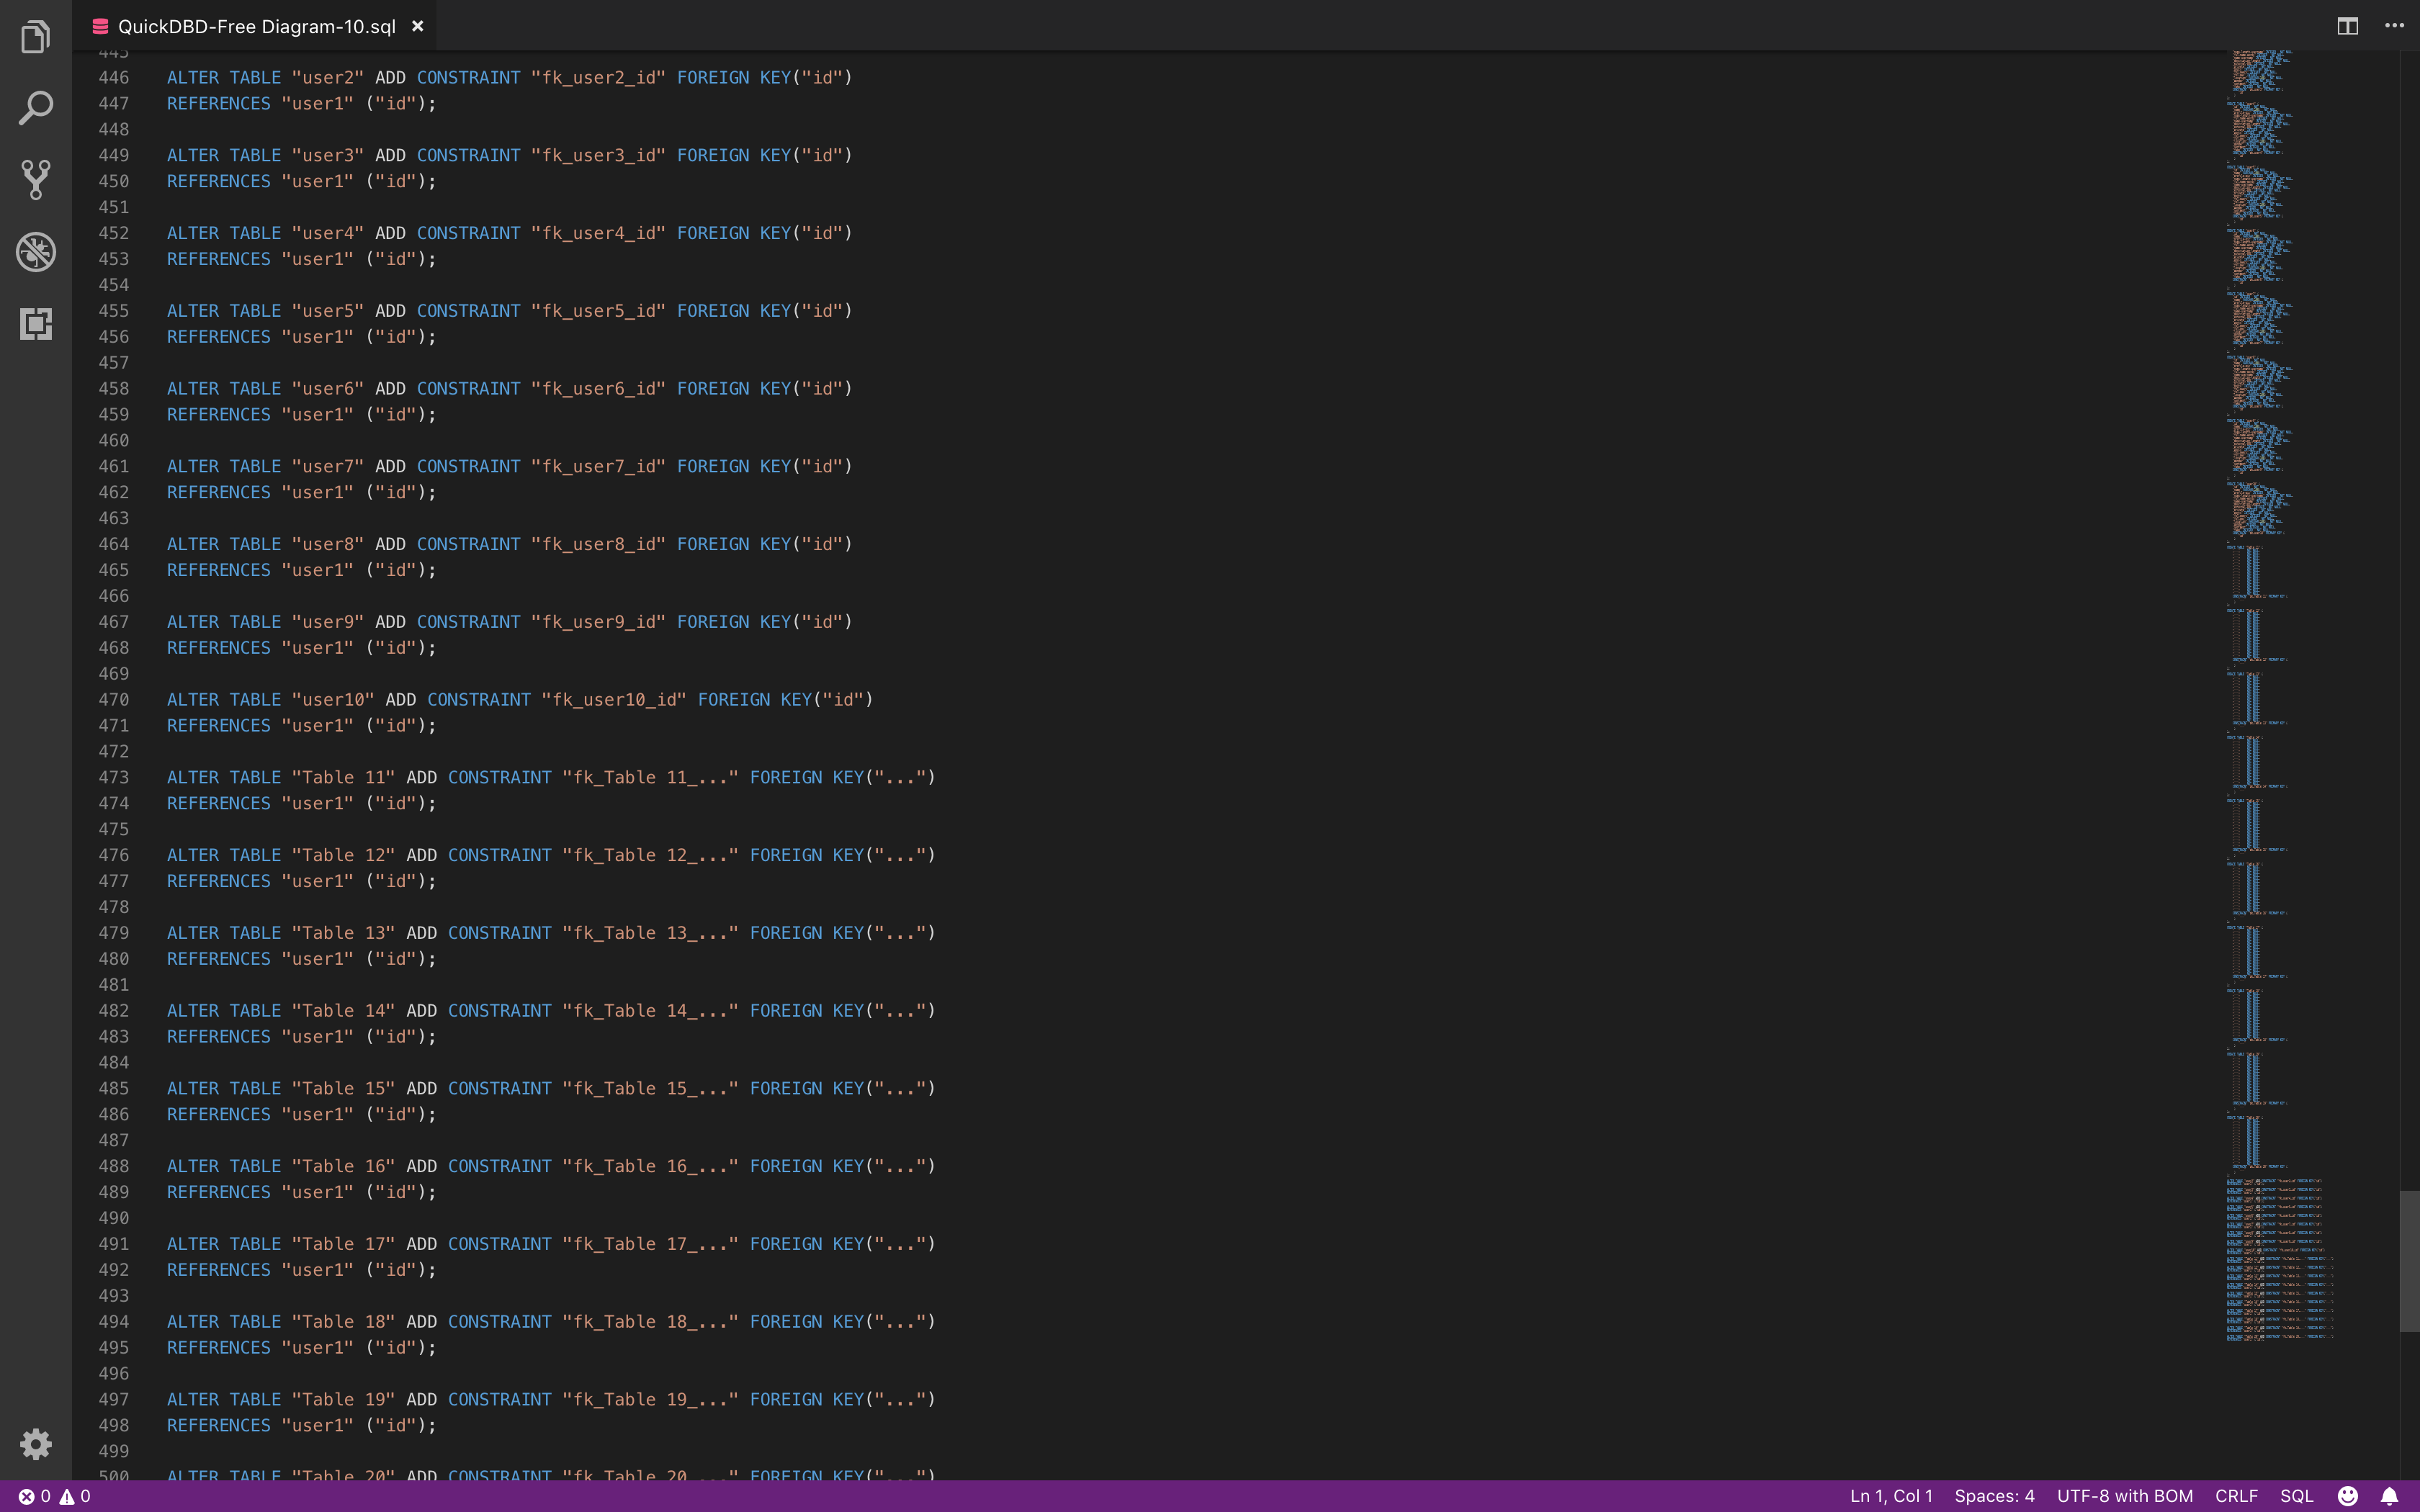 QuickDBD-Free Diagram-10.sql
445
446 ALTER TABLE "user2" ADD CONSTRAINT "fk_user2_id" FOREIGN KEY("id")
447 REFERENCES "user1" ("id");
448
449 ALTER TABLE "user3" ADD CONSTRAINT "fk_user3_id" FOREIGN KEY("id")
450 REFERENCES "user1" ("id");
451
452 ALTER TABLE "user4" ADD CONSTRAINT "fk_user4_id" FOREIGN KEY("id")
453 REFERENCES "user1" ("id");
454
455 ALTER TABLE "user5" ADD CONSTRAINT "fk_user5_id" FOREIGN KEY("id")
456 REFERENCES "user1" ("id");
457
458 ALTER TABLE "user6" ADD CONSTRAINT "fk_user6_id" FOREIGN KEY("id")
459 REFERENCES "user1" ("id");
460
461 ALTER TABLE "user7" ADD CONSTRAINT "fk_user7_id" FOREIGN KEY("id")
462 REFERENCES "user1" ("id");
463
464 ALTER TABLE "user8" ADD CONSTRAINT "fk_user8_id" FOREIGN KEY("id")
465 REFERENCES "user1" ("id");
466
467 ALTER TABLE "user9" ADD CONSTRAINT "fk_user9_id" FOREIGN KEY("id")
468 REFERENCES "user1" ("id");
469
470 ALTER TABLE "user10" ADD CONSTRAINT "fk_user10_id" FOREIGN KEY("id")
471 REFERENCES "user1" ("id");
472
473 ALTER TABLE "Table 11" ADD CONSTRAINT "fk_Table 11_..." FOREIGN KEY("...")
474 REFERENCES "user1" ("id");
475
476 ALTER TABLE "Table 12" ADD CONSTRAINT "fk_Table 12_..." FOREIGN KEY("...")
477 REFERENCES "user1" ("id");
478
479 ALTER TABLE "Table 13" ADD CONSTRAINT "fk_Table 13_..." FOREIGN KEY("...")
480 REFERENCES "user1" ("id");
481
482 ALTER TABLE "Table 14" ADD CONSTRAINT "fk_Table 14_..." FOREIGN KEY("...")
483 REFERENCES "user1" ("id");
484
485 ALTER TABLE "Table 15" ADD CONSTRAINT "fk_Table 15_..." FOREIGN KEY("...")
486 REFERENCES "user1" ("id");
487
488 ALTER TABLE "Table 16" ADD CONSTRAINT "fk_Table 16_..." FOREIGN KEY("...")
489 REFERENCES "user1" ("id");
490
491 ALTER TABLE "Table 17" ADD CONSTRAINT "fk_Table 17_..." FOREIGN KEY("...")
492 REFERENCES "user1" ("id");
493
494 ALTER TABLE "Table 18" ADD CONSTRAINT "fk_Table 18_..." FOREIGN KEY("...")
495 REFERENCES "user1" ("id");
496
497 ALTER TABLE "Table 19" ADD CONSTRAINT "fk_Table 19_..." FOREIGN KEY("...")
498 REFERENCES "user1" ("id");
499
500 ALTER TABLE "Table 20" ADD CONSTRAINT "fk_Table 20_..." FOREIGN KEY("...")
0 0 Ln 1, Col 1 Spaces: 4 UTF-8 with BOM CRLF SQL